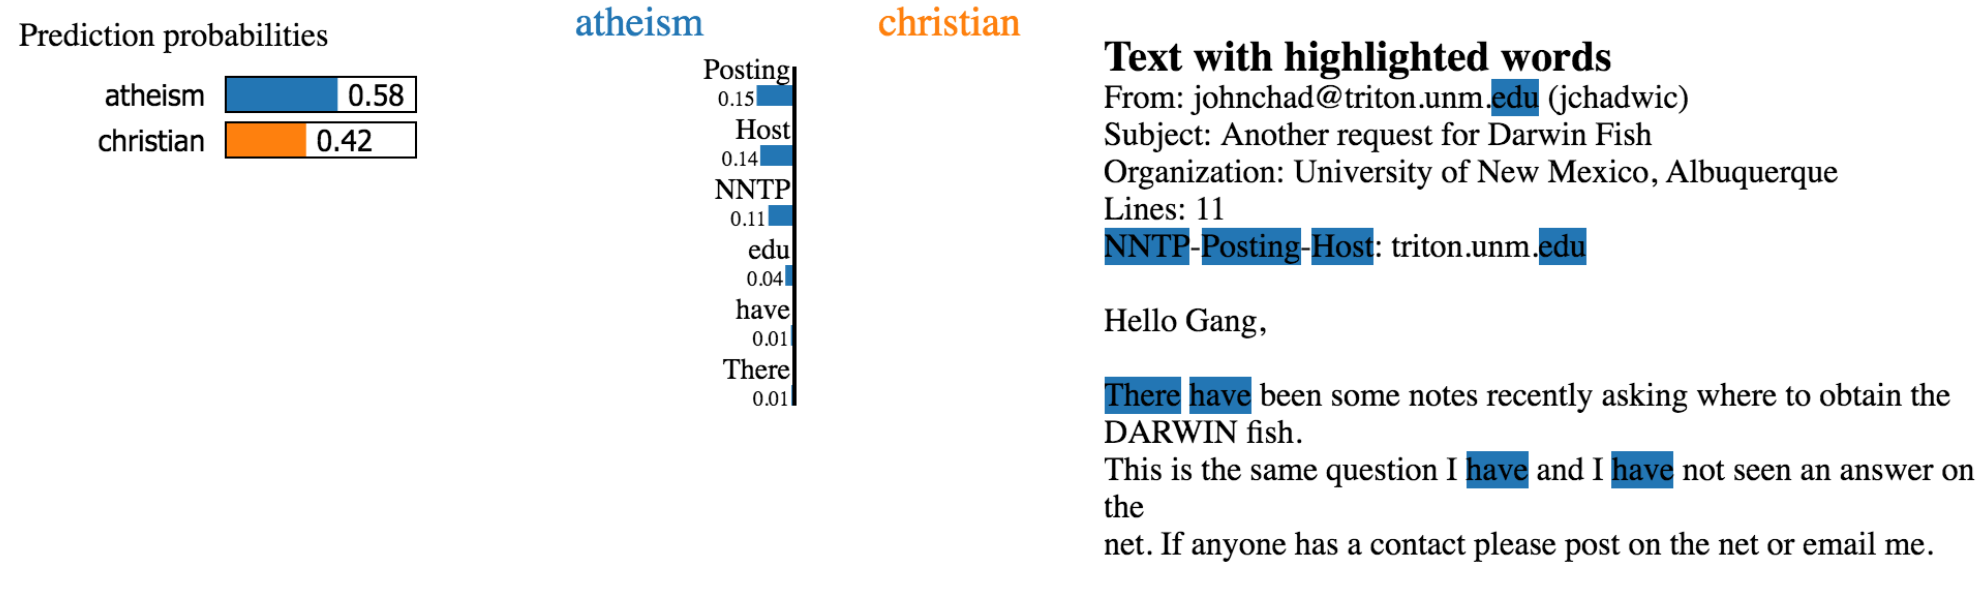 Prediction probabilities
atheism 0.58
christian 0.42
atheism christian
Posting
0.15
Host
0.14
NNTP
0.11
edu
0.04
have
0.01
There
0.01
Text with highlighted words
From: johnchad@triton.unm.edu (jchadwic)
Subject: Another request for Darwin Fish
Organization: University of New Mexico, Albuquerque
Lines: 11
NNTP-Posting-Host: triton.unm.edu
Hello Gang,
There have been some notes recently asking where to obtain the
DARWIN fish.
This is the same question I have and I have not seen an answer on
the
net. If anyone has a contact please post on the net or email me.